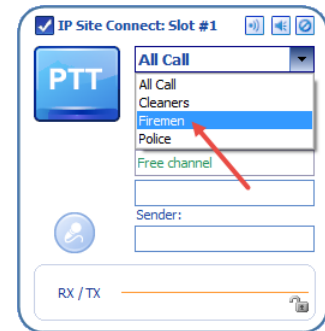 IP Site Connect: Slot #1
PTT
All Call
All Call
Cleaners
Firemen
Police
Free channel
Sender:
RX / TX